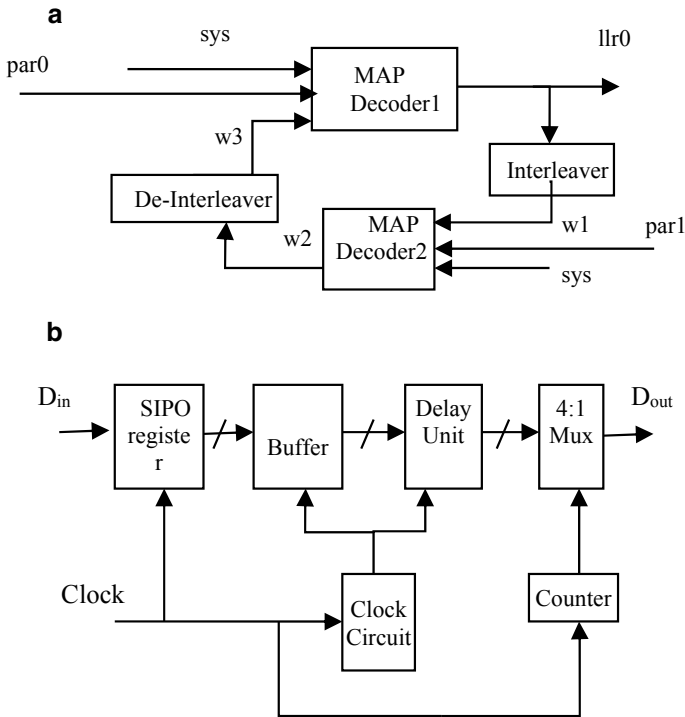 a
sys
par0
MAP
Decoder1
llr0
w3
De-Interleaver
Interleaver
w2
MAP
Decoder2
w1
par1
sys
b
Din
SIPO
registe
r
Buffer
Delay
Unit
4:1
Mux
Dout
Clock
Clock
Circuit
Counter